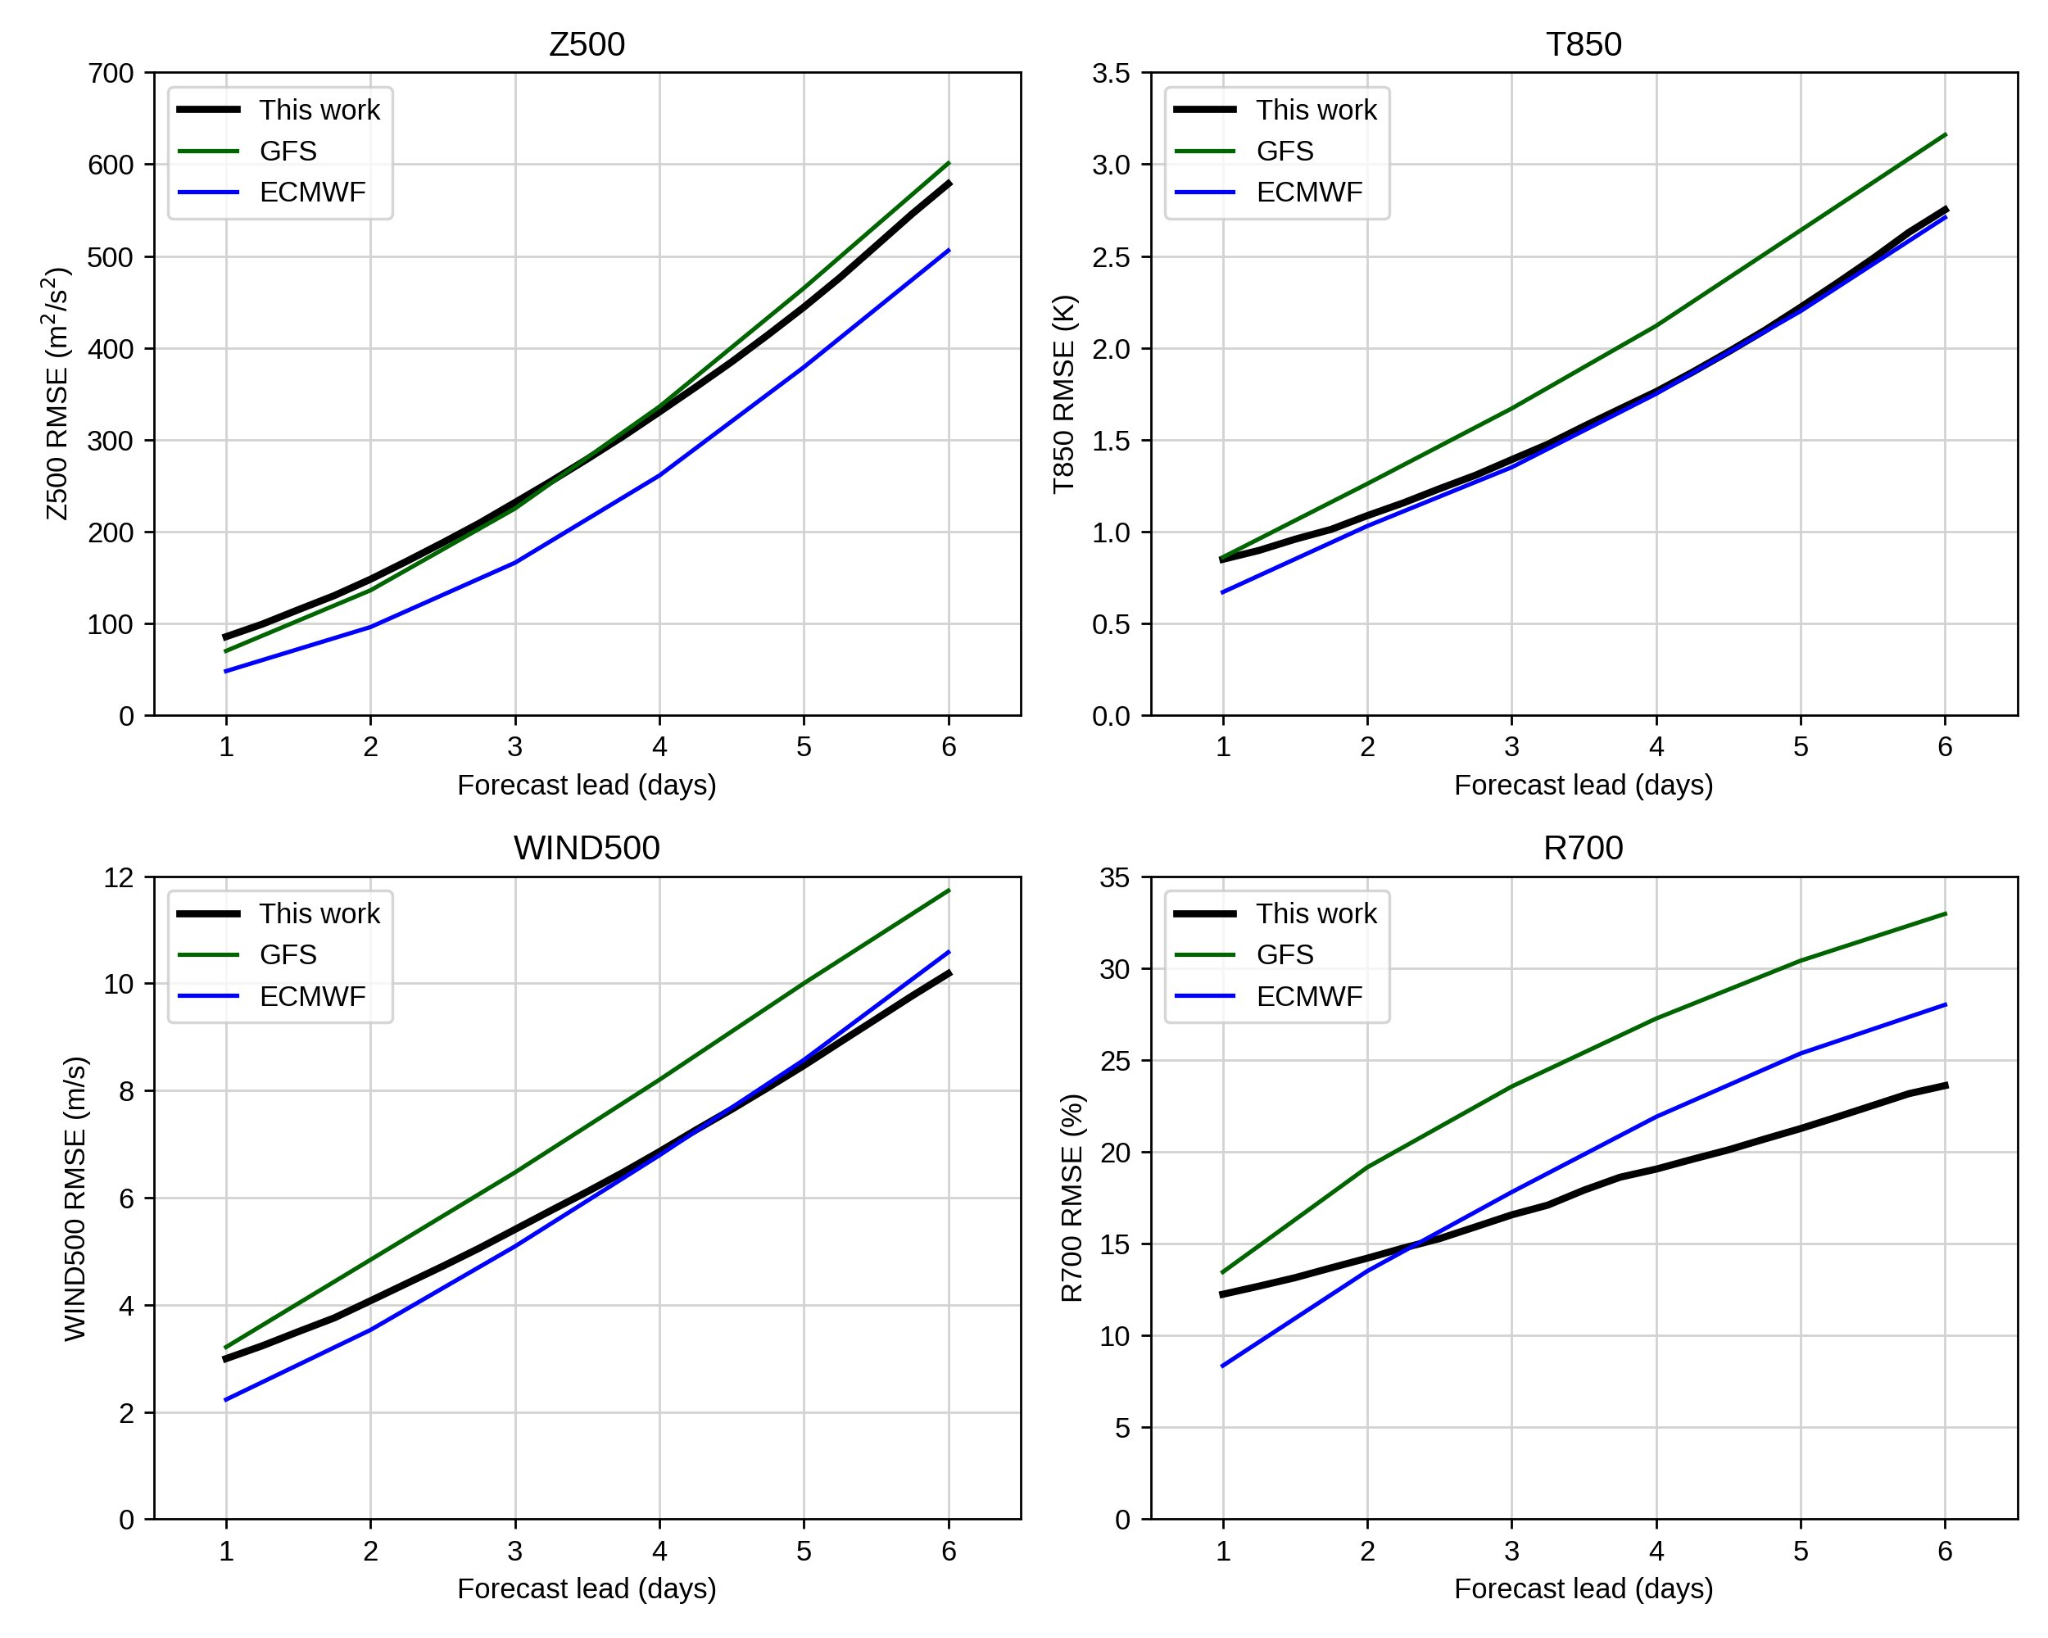 Z500
700
600
500
400
300
200
100
0
Z500 RMSE (m²/s²)
This work
GFS
ECMWF
1 2 3 4 5 6
Forecast lead (days)
T850
3.5
3.0
2.5
2.0
1.5
1.0
0.5
0.0
T850 RMSE (K)
This work
GFS
ECMWF
1 2 3 4 5 6
Forecast lead (days)
WIND500
12
10
8
6
4
2
0
WIND500 RMSE (m/s)
This work
GFS
ECMWF
1 2 3 4 5 6
Forecast lead (days)
R700
35
30
25
20
15
10
5
0
R700 RMSE (%)
This work
GFS
ECMWF
1 2 3 4 5 6
Forecast lead (days)